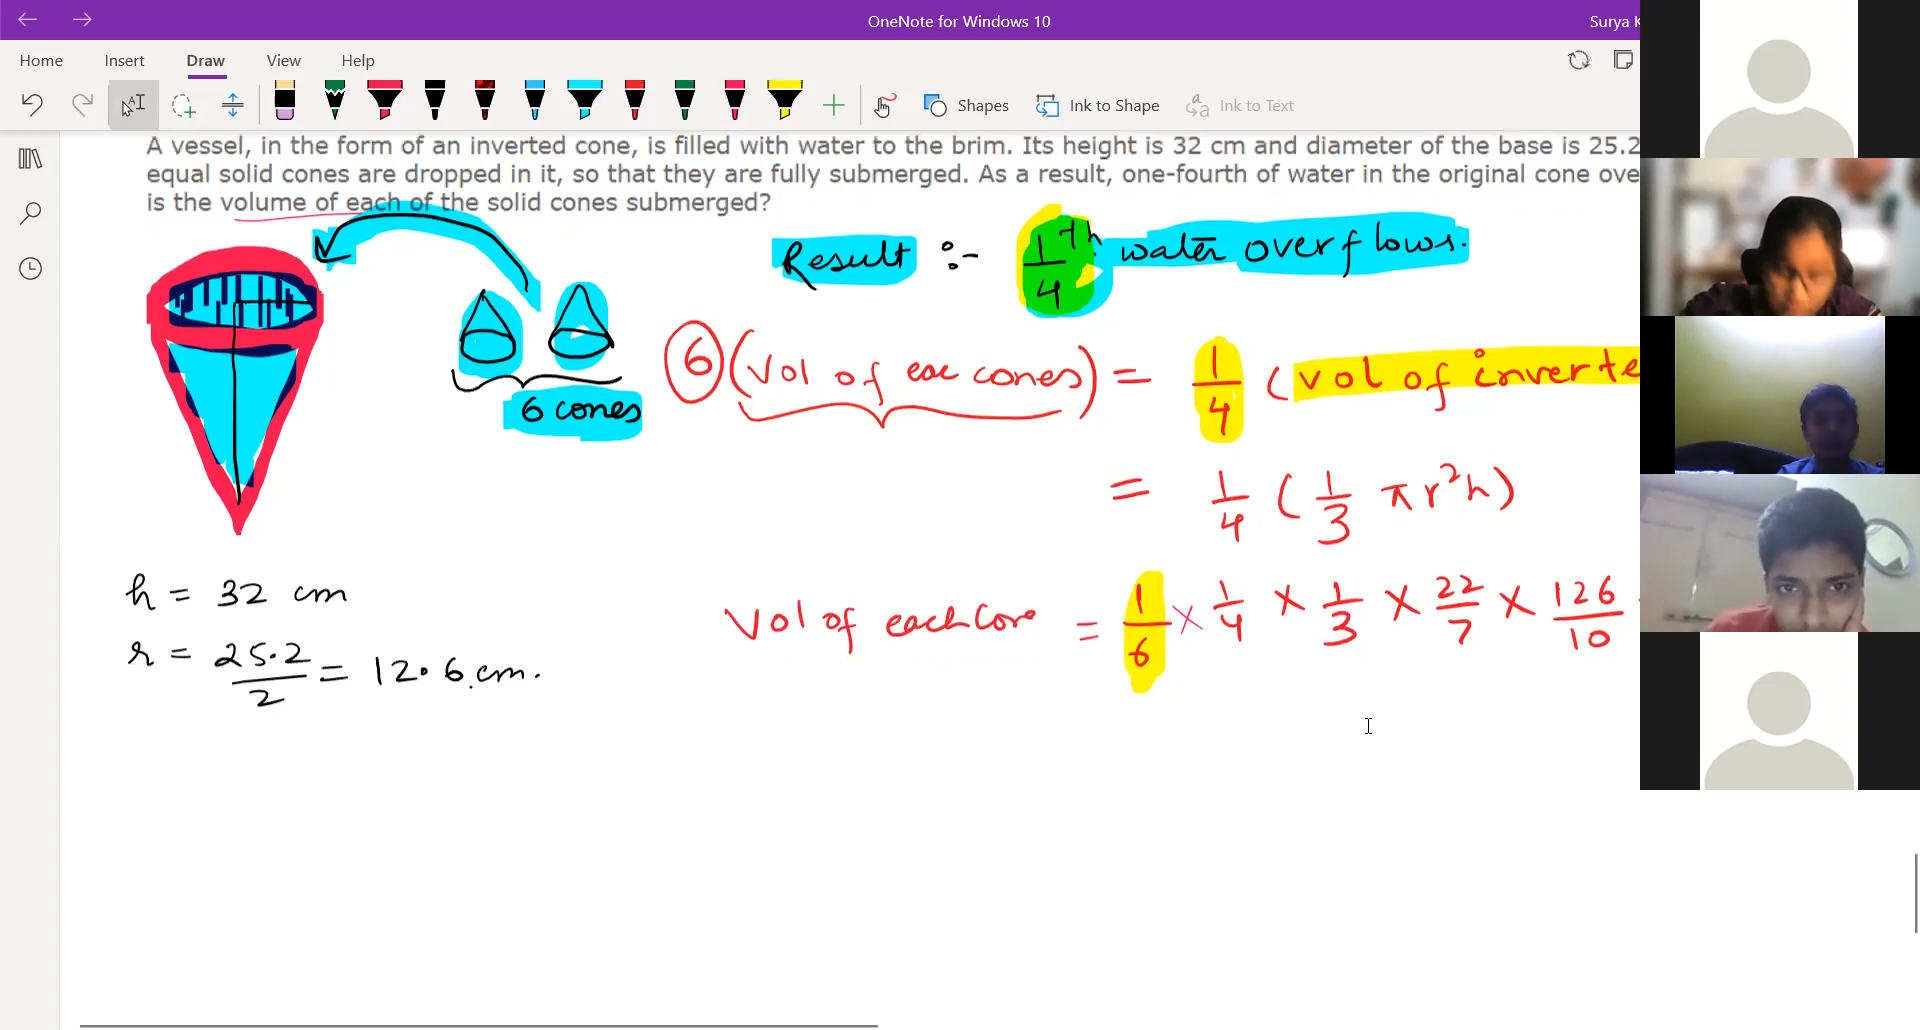 OneNote for Windows 10
Surya K
Home Insert Draw View Help
Shapes Ink to Shape Ink to Text
A vessel, in the form of an inverted cone, is filled with water to the brim. Its height is 32 cm and diameter of the base is 25.2
equal solid cones are dropped in it, so that they are fully submerged. As a result, one-fourth of water in the original cone ove
is the volume of each of the solid cones submerged?
Result :- 1/4 th water overflows.
6 (Vol of eac cones) = 1/4 (vol of inverte
6 cones
= 1/4 (1/3 πr²h)
h = 32 cm
Vol of each Cone = 1/6 × 1/4 × 1/3 × 22/7 × 126/10
r = 25.2/2 = 12.6 cm.